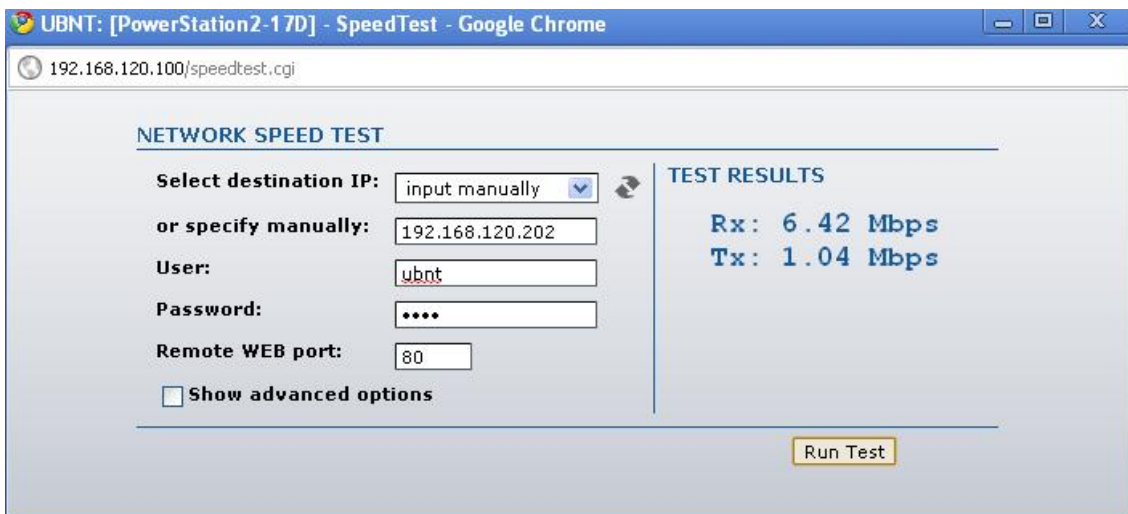 UBNT: [PowerStation2-17D] - SpeedTest - Google Chrome
192.168.120.100/speedtest.cgi
NETWORK SPEED TEST
Select destination IP: input manually
or specify manually: 192.168.120.202
User: ubnt
Password: ••••
Remote WEB port: 80
Show advanced options
TEST RESULTS
Rx: 6.42 Mbps
Tx: 1.04 Mbps
Run Test